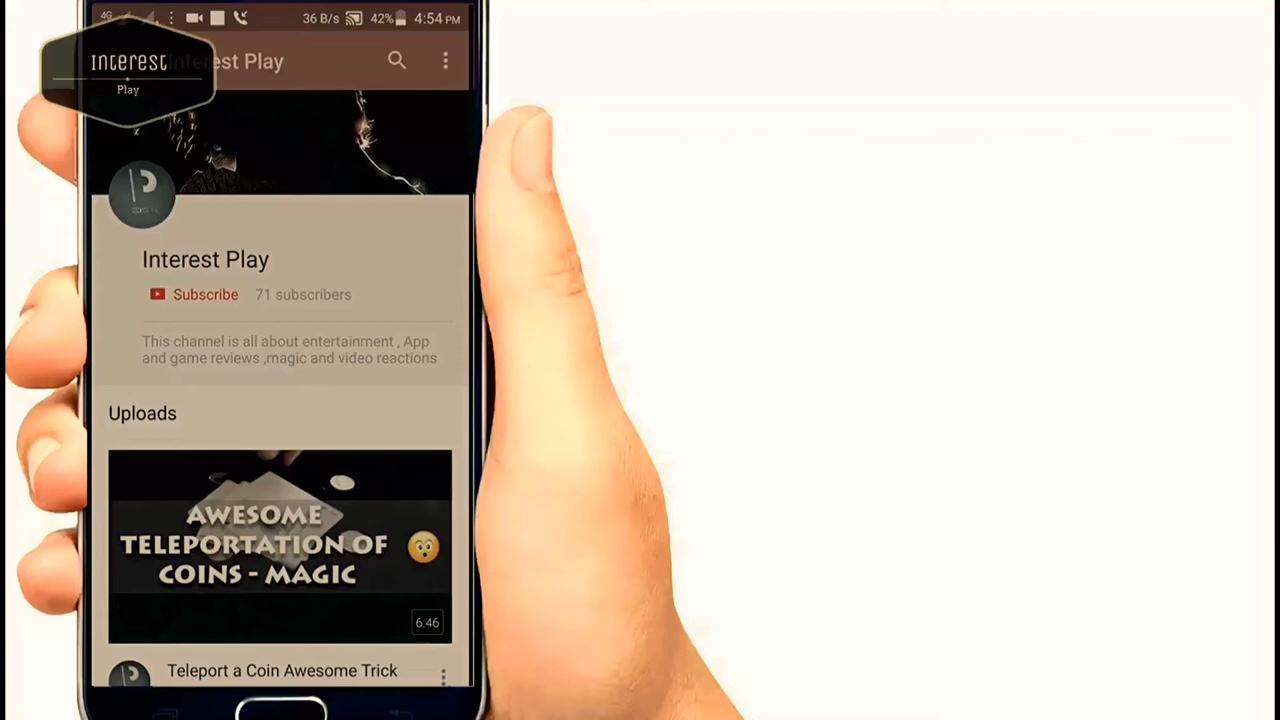 4G 36 B/s 42% 4:54 PM
Interest
Play
Interest Play
Interest Play
Subscribe 71 subscribers
This channel is all about entertainment , App
and game reviews ,magic and video reactions
Uploads
AWESOME
TELEPORTATION OF
COINS - MAGIC
6:46
Teleport a Coin Awesome Trick